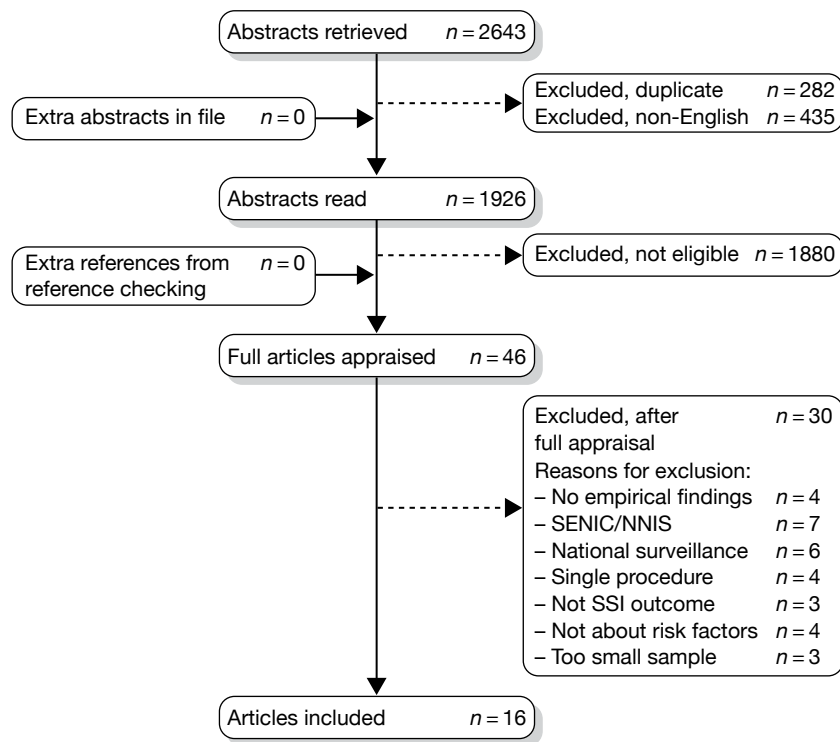 Abstracts retrieved n = 2643
Excluded, duplicate n = 282
Excluded, non-English n = 435
Extra abstracts in file n = 0
Abstracts read n = 1926
Excluded, not eligible n = 1880
Extra references from n = 0
reference checking
Full articles appraised n = 46
Excluded, after n = 30
full appraisal
Reasons for exclusion:
– No empirical findings n = 4
– SENIC/NNIS n = 7
– National surveillance n = 6
– Single procedure n = 4
– Not SSI outcome n = 3
– Not about risk factors n = 4
– Too small sample n = 3
Articles included n = 16